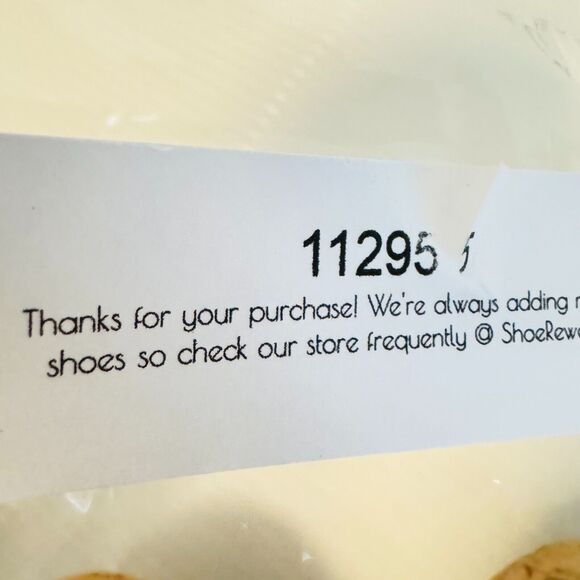 11295
Thanks for your purchase! We're always adding
shoes so check our store frequently @